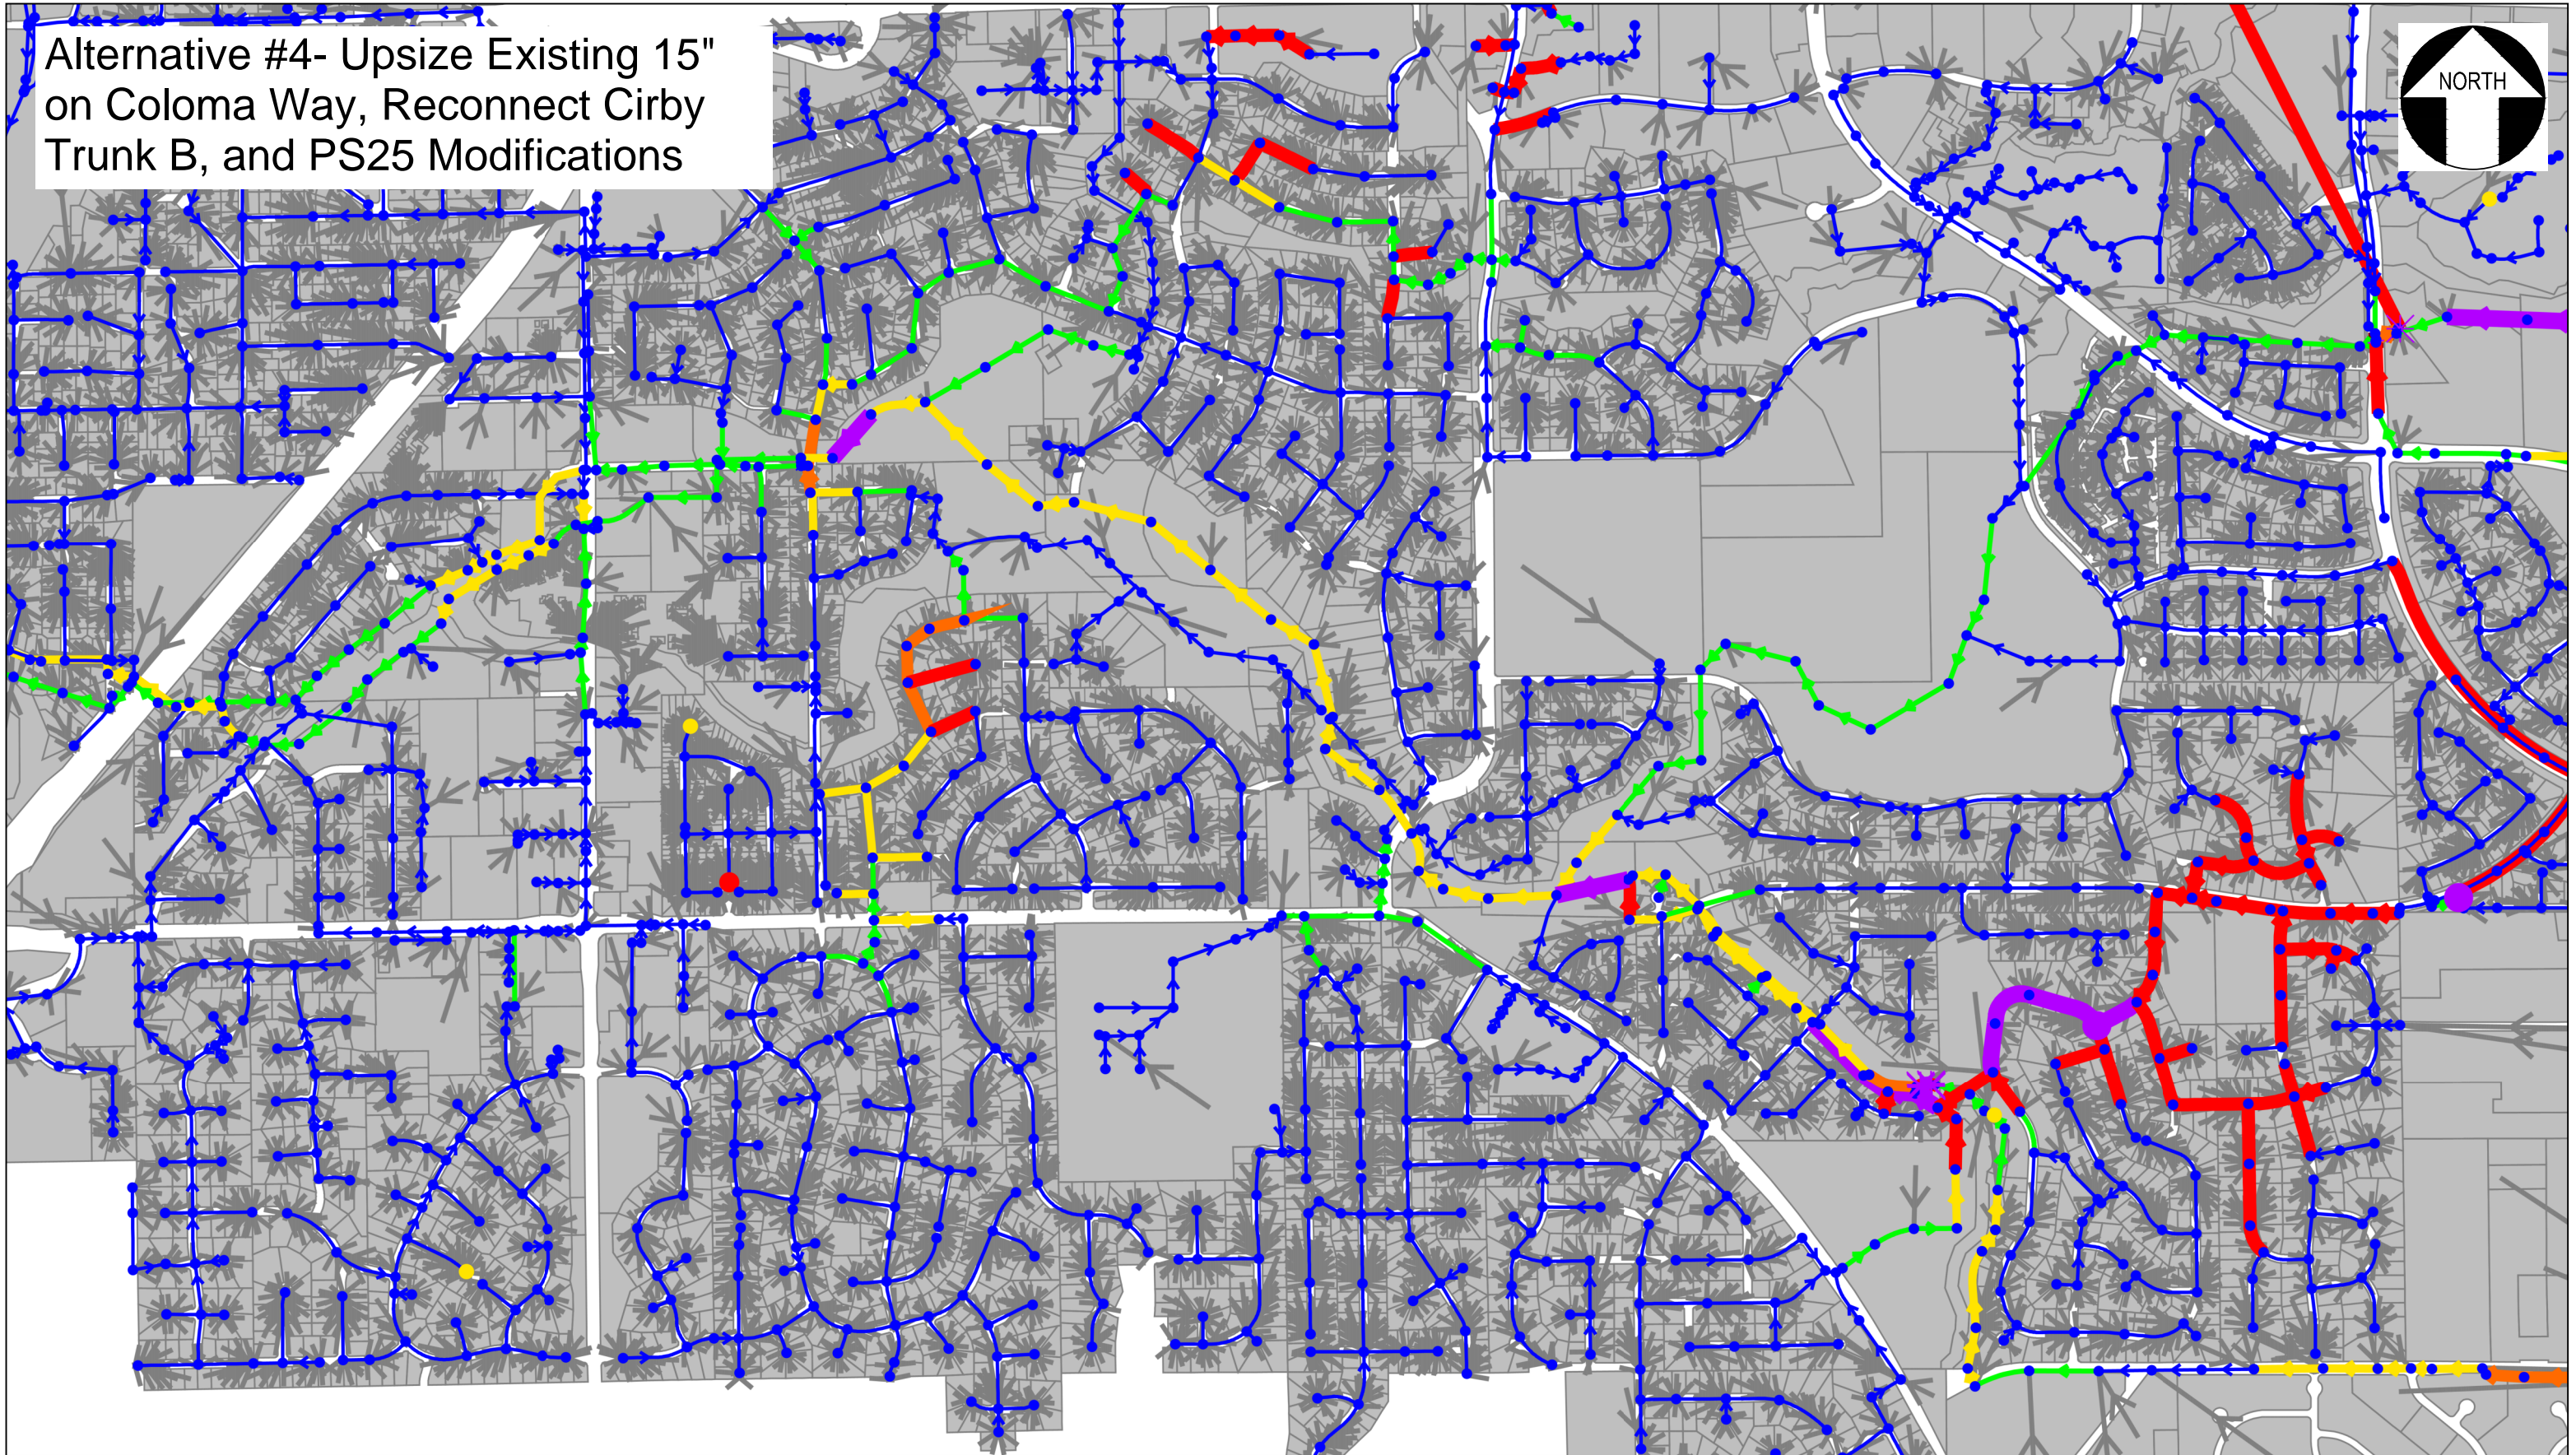 Alternative #4- Upsize Existing 15"
on Coloma Way, Reconnect Cirby
Trunk B, and PS25 Modifications
NORTH